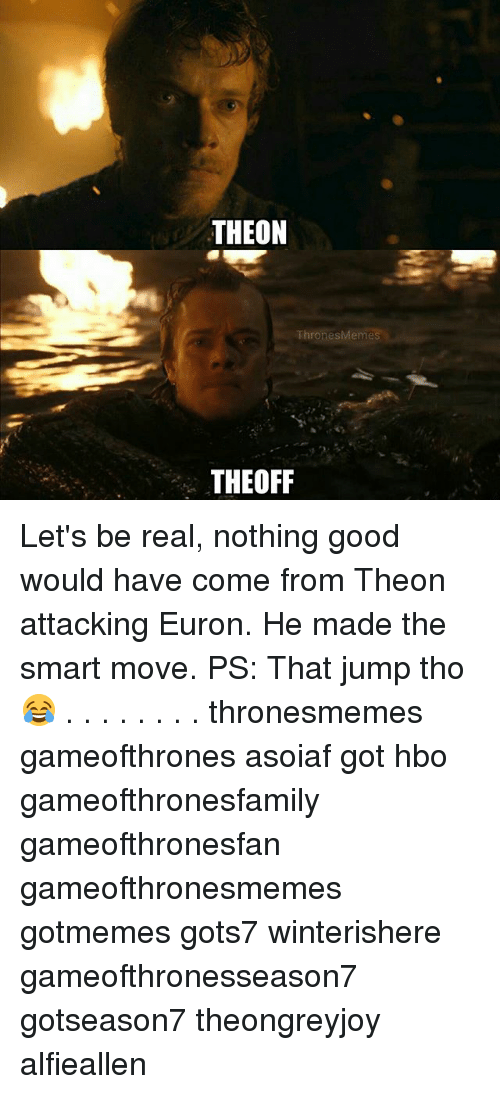 THEON
ThronesMemes
THEOFF
Let's be real, nothing good
would have come from Theon
attacking Euron. He made the
smart move. PS: That jump tho
😂 . . . . . . . . thronesmemes
gameofthrones asoiaf got hbo
gameofthronesfamily
gameofthronesfan
gameofthronesmemes
gotmemes gots7 winterishere
gameofthronesseason7
gotseason7 theongreyjoy
alfieallen